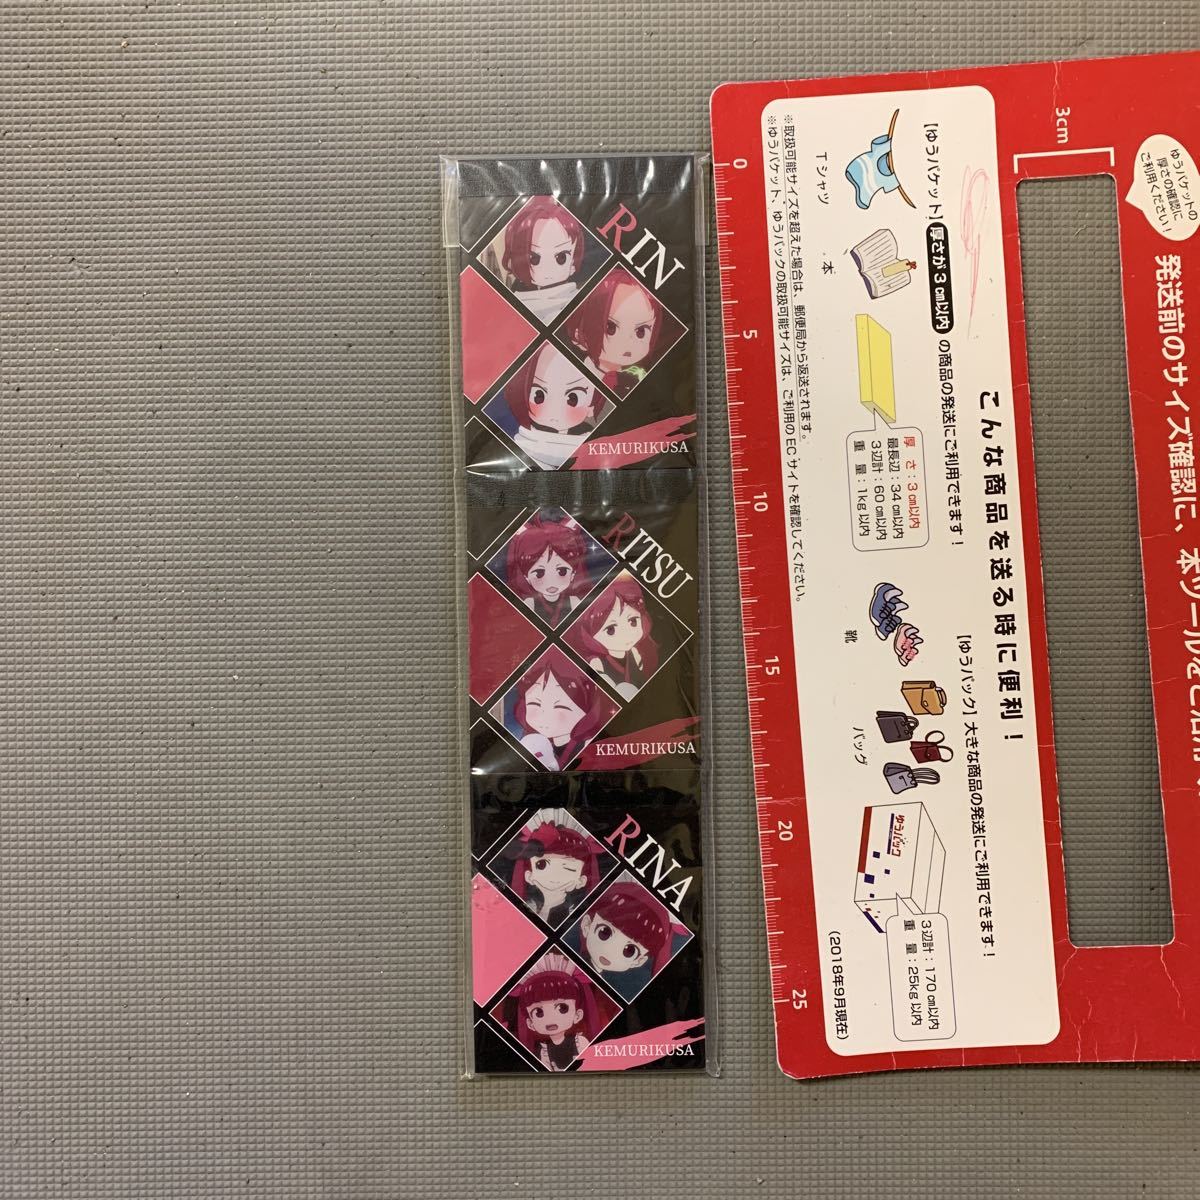 RIN
KEMURIKUSA
RITSU
KEMURIKUSA
RINA
KEMURIKUSA
0
5
10
15
20
25
3cm
ゆうパケットの
厚さの確認に
ご利用ください！
発送前のサイズ確認に、本ツールをご活用
こんな商品を送る時に便利！
【ゆうパケット】厚さが3㎝以内の商品の発送にご利用できます！
Tシャツ
本
厚さ：3㎝以内
最長辺：34㎝以内
3辺計：60㎝以内
重量：1kg以内
※取扱可能サイズを超えた場合は、郵便局から返送されます。
※ゆうパケット、ゆうパックの取扱可能サイズは、ご利用のECサイトを確認してください。
【ゆうパック】大きな商品の発送にご利用できます！
靴
バッグ
ゆうパック
3辺計：170㎝以内
重量：25kg以内
(2018年9月現在)